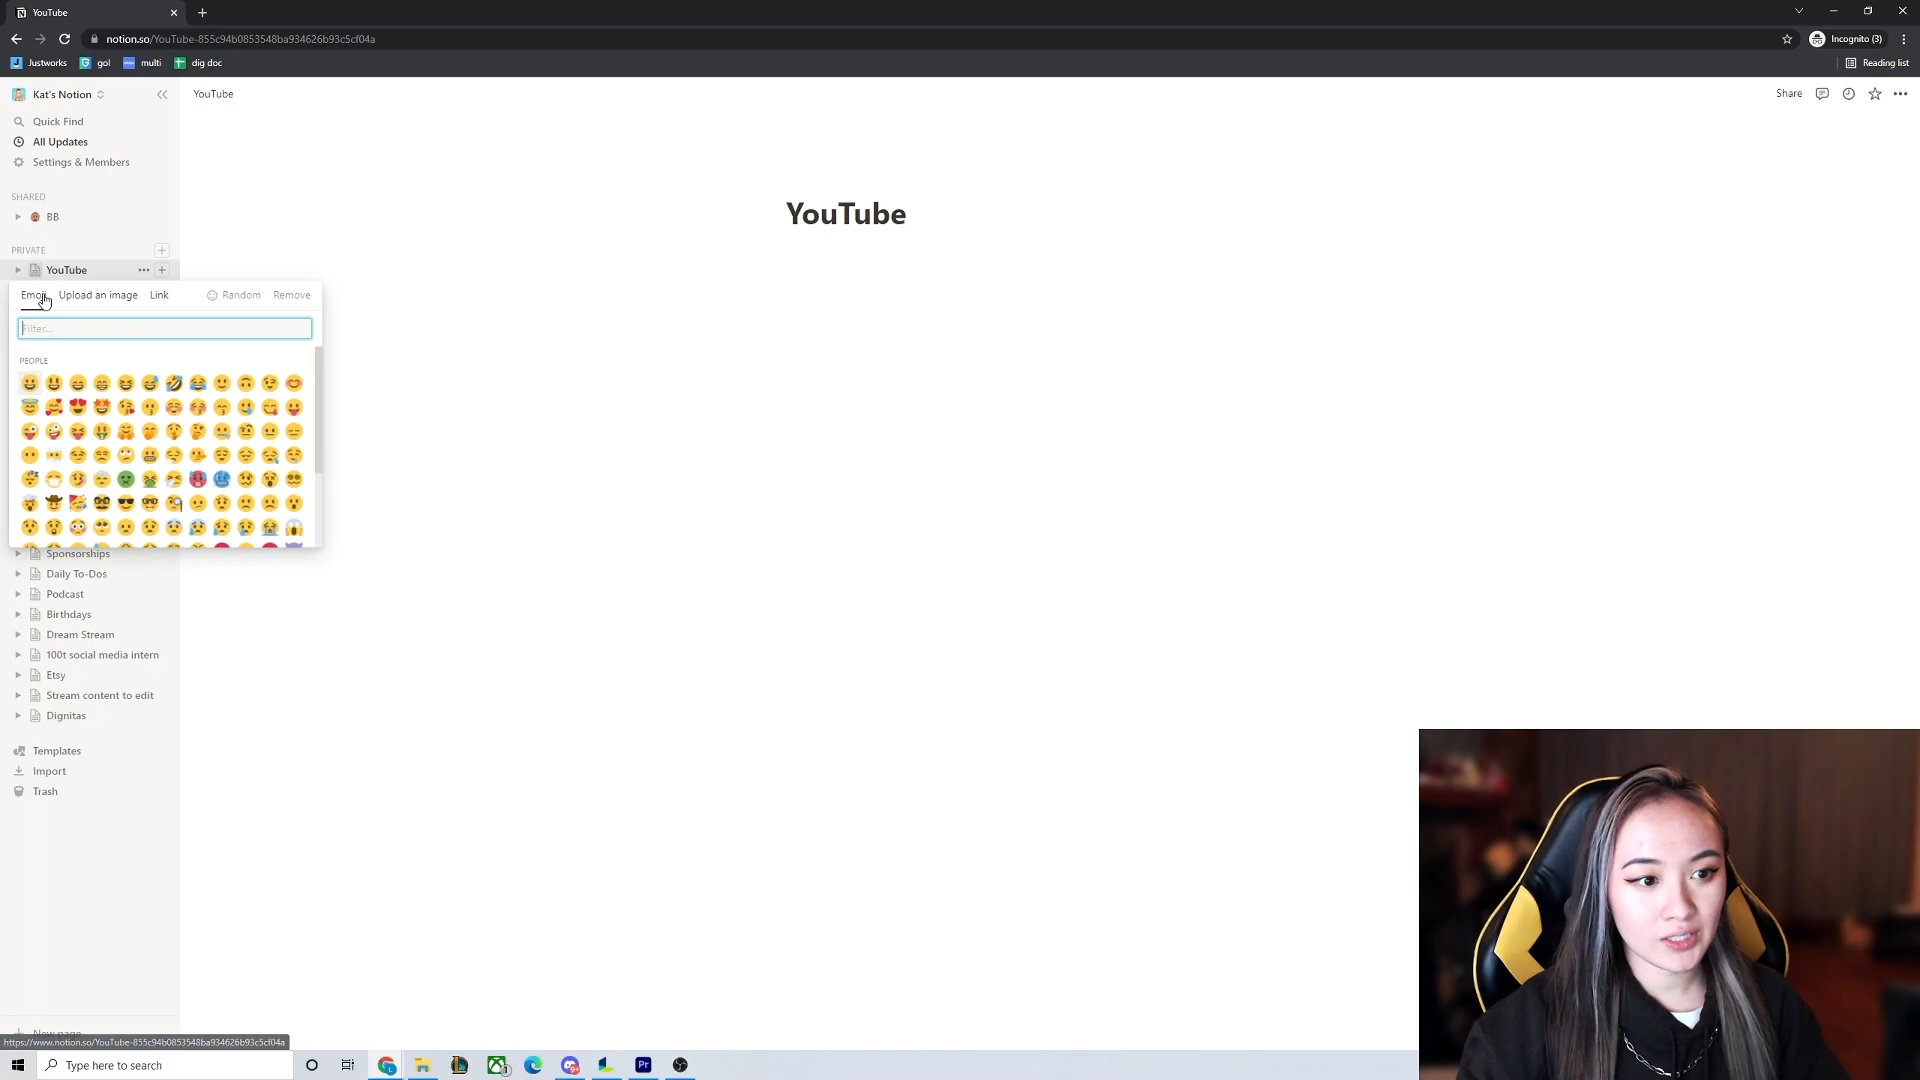 YouTube
notion.so/YouTube-855c94b0853548ba934626b93c5cf04a
Incognito (3)
Justworks
gol
multi
dig doc
Reading list
Kat's Notion
YouTube
Share
Quick Find
All Updates
Settings & Members
SHARED
BB
PRIVATE
YouTube
YouTube
Emoji
Upload an image
Link
Random
Remove
Filter...
PEOPLE
Sponsorships
Daily To-Dos
Podcast
Birthdays
Dream Stream
100t social media intern
Etsy
Stream content to edit
Dignitas
Templates
Import
Trash
New page
https://www.notion.so/YouTube-855c94b0853548ba934626b93c5cf04a
Type here to search
Pr